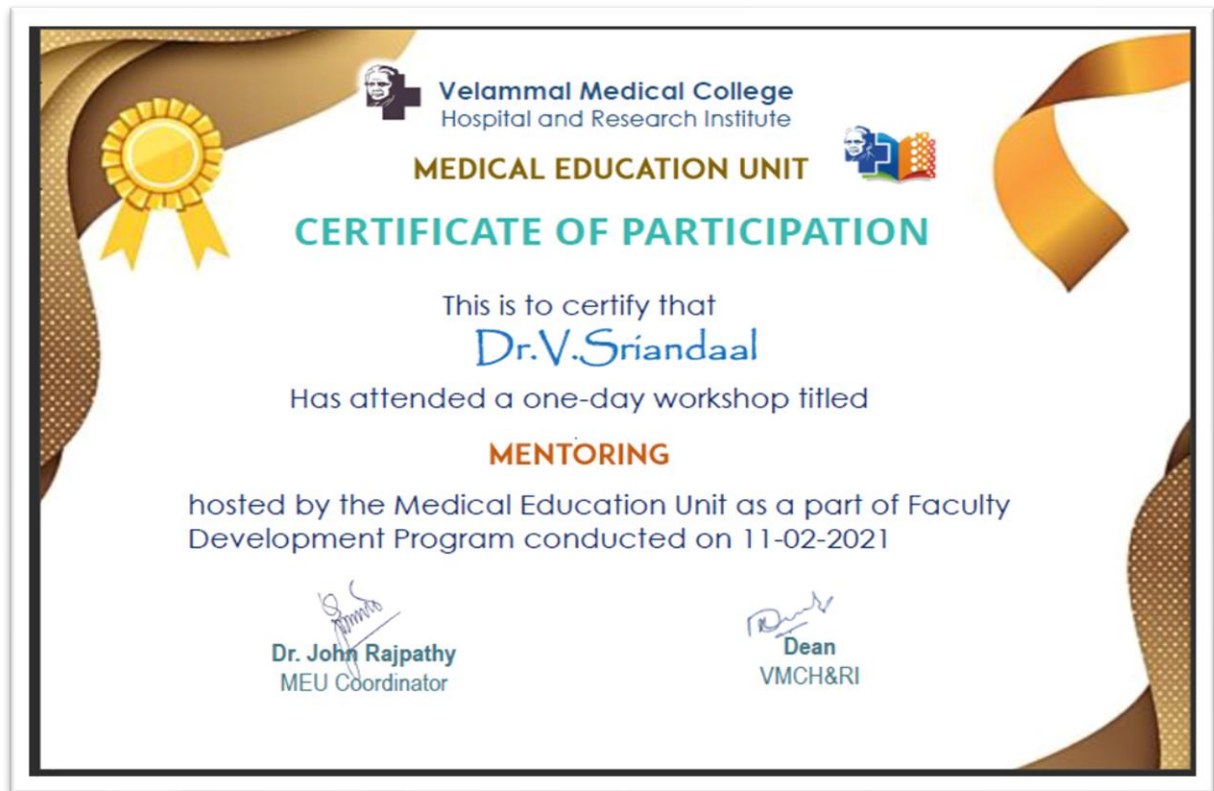 Velammal Medical College
Hospital and Research Institute
MEDICAL EDUCATION UNIT
CERTIFICATE OF PARTICIPATION
This is to certify that
Dr.V.Sriandaal
Has attended a one-day workshop titled
MENTORING
hosted by the Medical Education Unit as a part of Faculty
Development Program conducted on 11-02-2021
Dr. John Rajpathy
MEU Coordinator
Dean
VMCH&RI